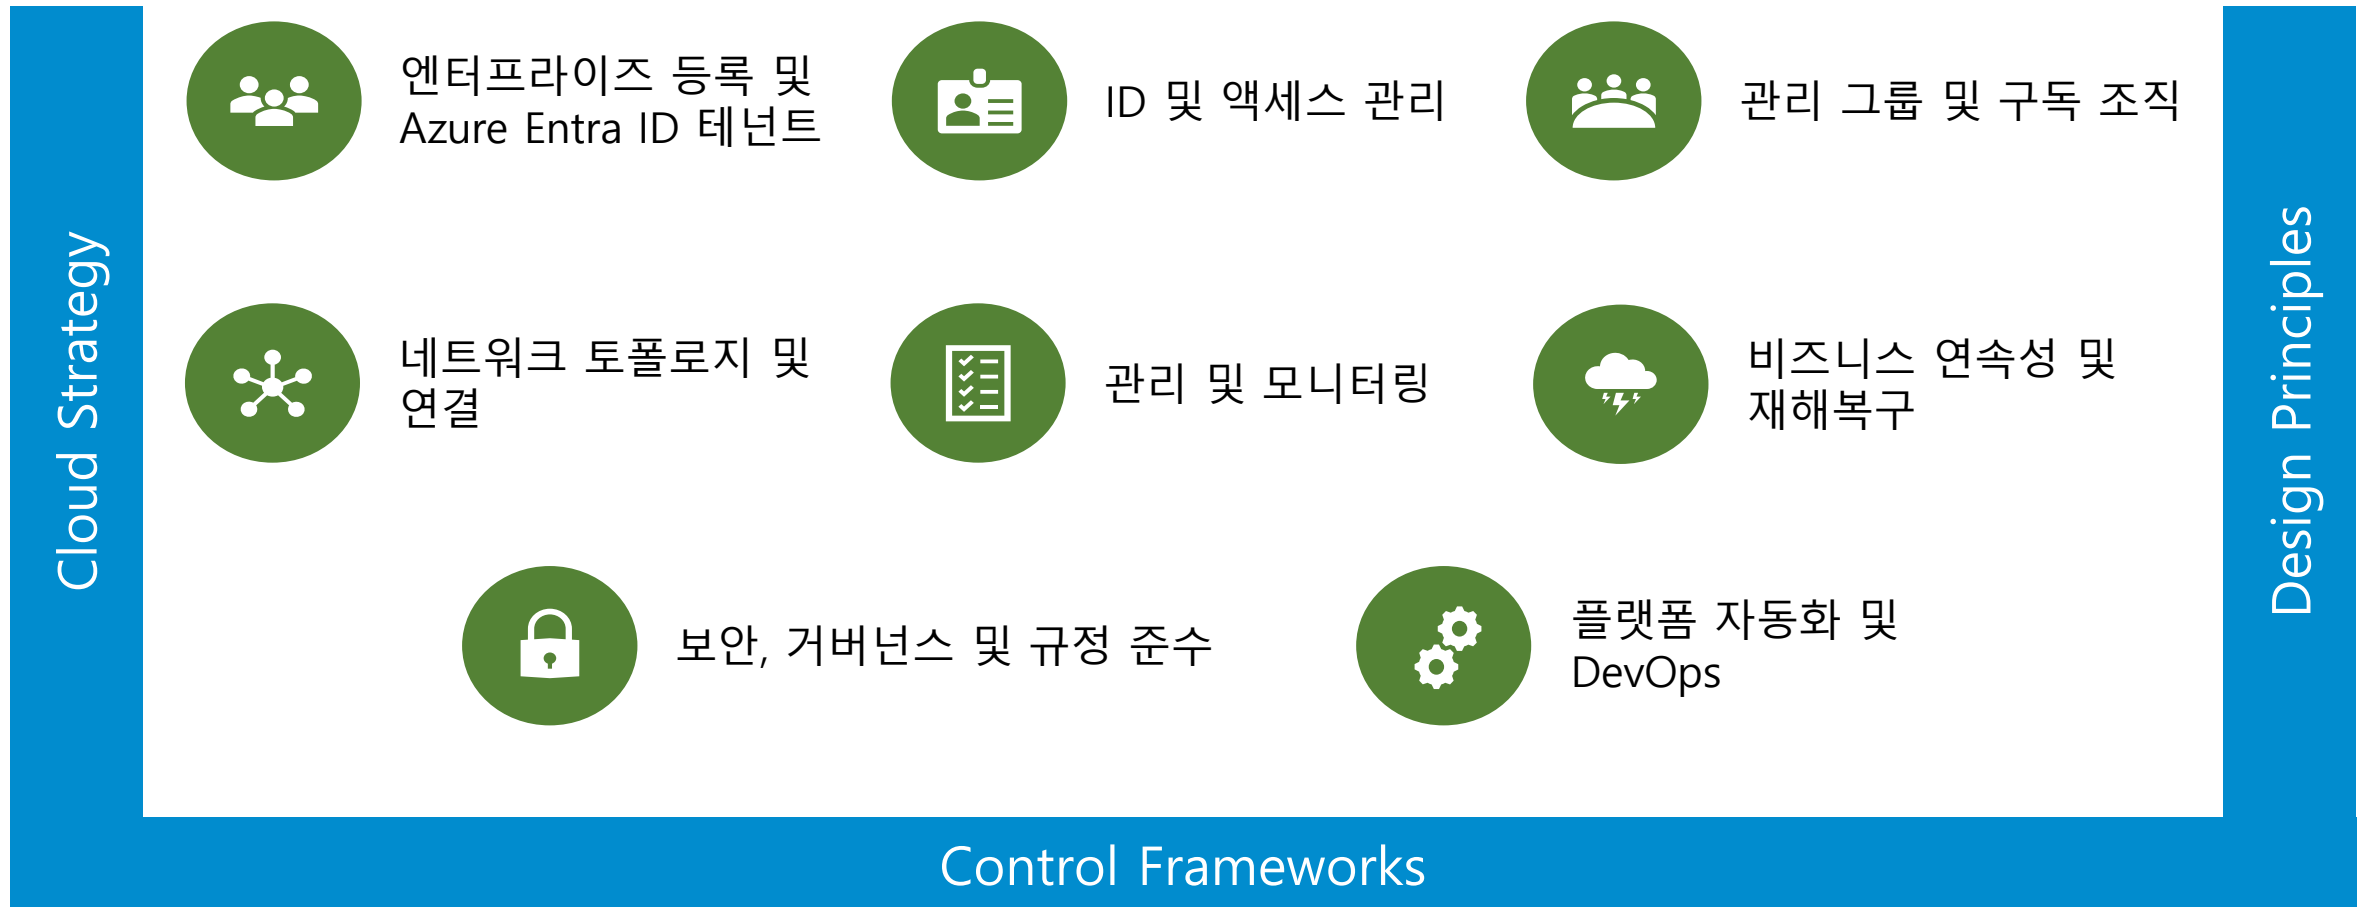 엔터프라이즈 등록 및
Azure Entra ID 테넌트
ID 및 액세스 관리
관리 그룹 및 구독 조직
Cloud Strategy
네트워크 토폴로지 및
연결
관리 및 모니터링
비즈니스 연속성 및
재해복구
Design Principles
보안, 거버넌스 및 규정 준수
플랫폼 자동화 및
DevOps
Control Frameworks